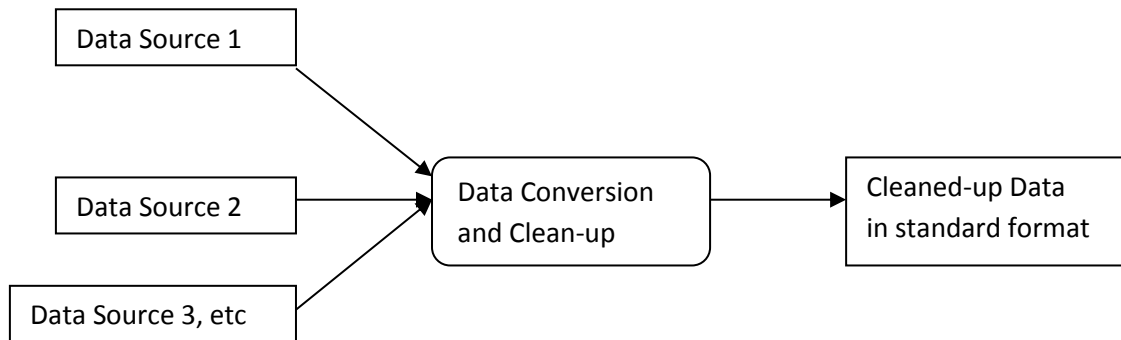 Data Source 1
Data Source 2
Data Source 3, etc
Data Conversion
and Clean-up
Cleaned-up Data
in standard format